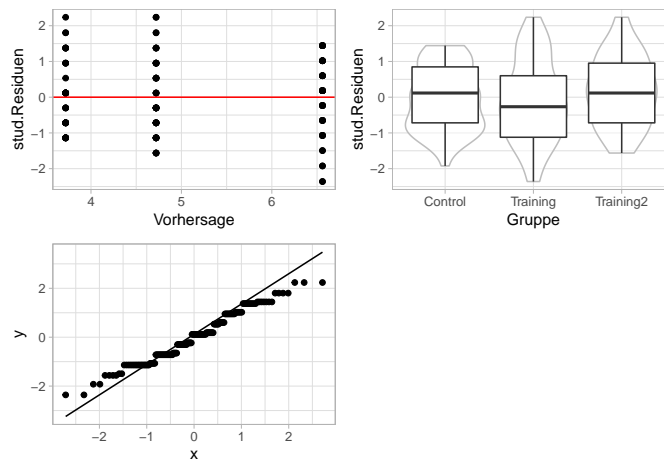 stud.Residuen
2
1
0
−1
−2
4
5
6
Vorhersage
stud.Residuen
2
1
0
−1
−2
Control
Training
Training2
Gruppe
y
2
0
−2
−2
−1
0
1
2
x